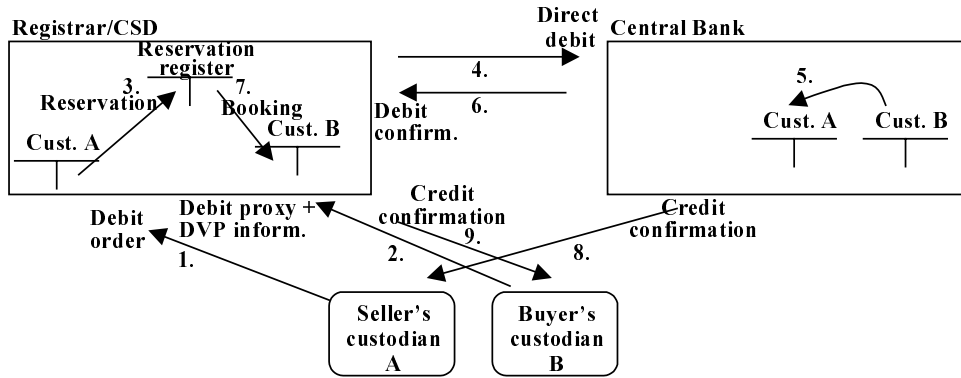 Registrar/CSD
Direct
debit
Central Bank
Reservation
register
3.
7.
Reservation
Booking
Cust. A
Cust. B
4.
6.
Debit
confirm.
5.
Cust. A
Cust. B
Debit
order
1.
Debit proxy +
DVP inform.
2.
Credit
confirmation
9.
8.
Credit
confirmation
Seller's
custodian
A
Buyer's
custodian
B